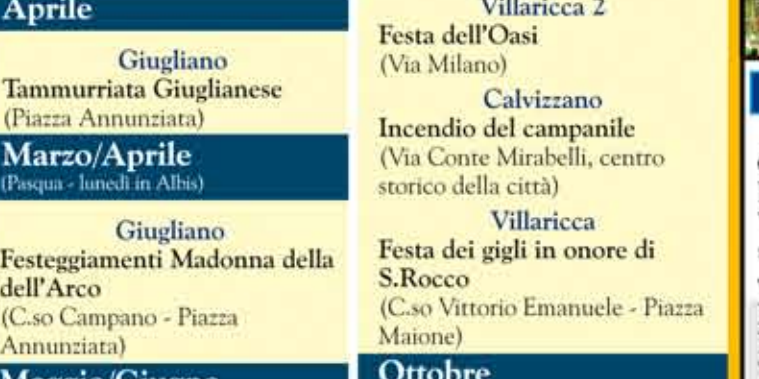 Aprile
Giugliano
Tammurriata Giuglianese
(Piazza Annunziata)
Marzo/Aprile
(Pasqua - lunedì in Albis)
Giugliano
Festeggiamenti Madonna della
dell'Arco
(C.so Campano - Piazza
Annunziata)
Maggio/Giugno
Villaricca 2
Festa dell'Oasi
(Via Milano)
Calvizzano
Incendio del campanile
(Via Conte Mirabelli, centro
storico della città)
Villaricca
Festa dei gigli in onore di
S.Rocco
(C.so Vittorio Emanuele - Piazza
Maione)
Ottobre